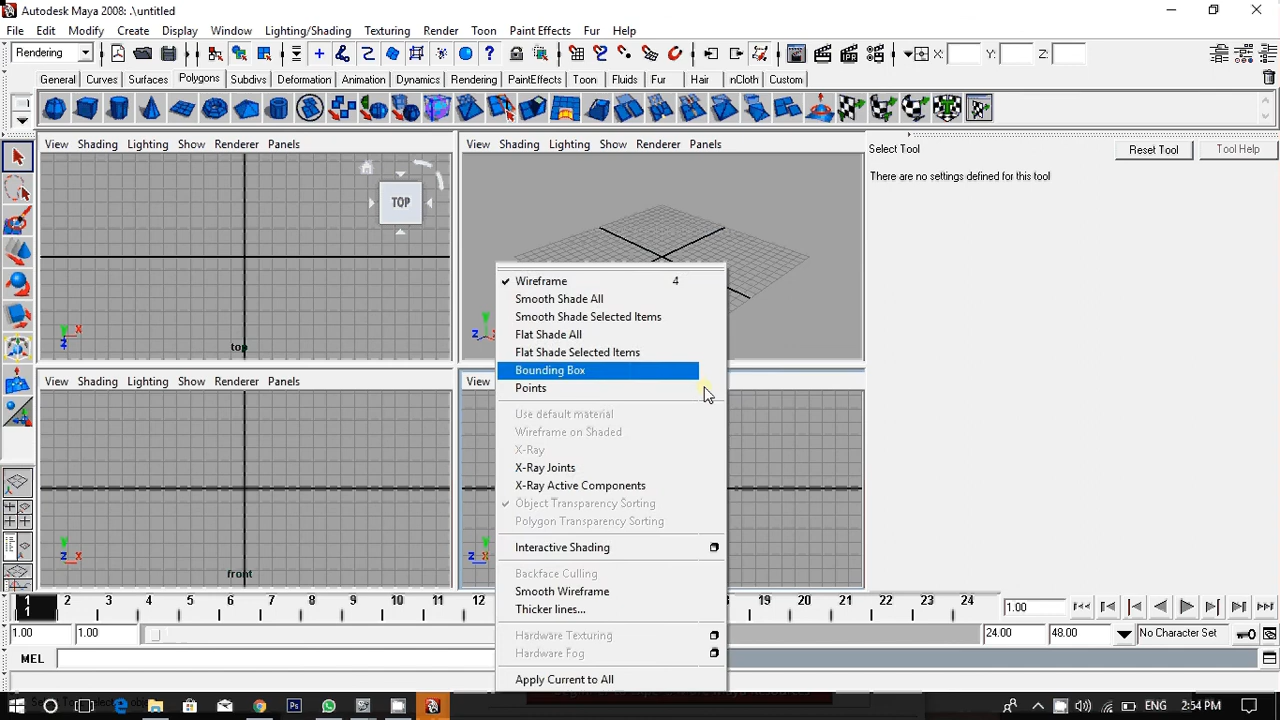 Autodesk Maya 2008: .\untitled
File Edit Modify Create Display Window Lighting/Shading Texturing Render Toon Paint Effects Fur Help
Rendering X: Y: Z:
General Curves Surfaces Polygons Subdivs Deformation Animation Dynamics Rendering PaintEffects Toon Fluids Fur Hair nCloth Custom
View Shading Lighting Show Renderer Panels View Shading Lighting Show Renderer Panels
Select Tool Reset Tool Tool Help
There are no settings defined for this tool
TOP
top
Wireframe 4
Smooth Shade All
Smooth Shade Selected Items
Flat Shade All
Flat Shade Selected Items
Bounding Box
Points
Use default material
Wireframe on Shaded
X-Ray
X-Ray Joints
X-Ray Active Components
Object Transparency Sorting
Polygon Transparency Sorting
Interactive Shading
Backface Culling
Smooth Wireframe
Thicker lines...
Hardware Texturing
Hardware Fog
Apply Current to All
View Shading Lighting Show Renderer Panels View
front
1 2 3 4 5 6 7 8 9 10 11 12 18 19 20 21 22 23 24 1.00
1.00 1.00 24.00 48.00 No Character Set
MEL
Ps ENG 2:54 PM